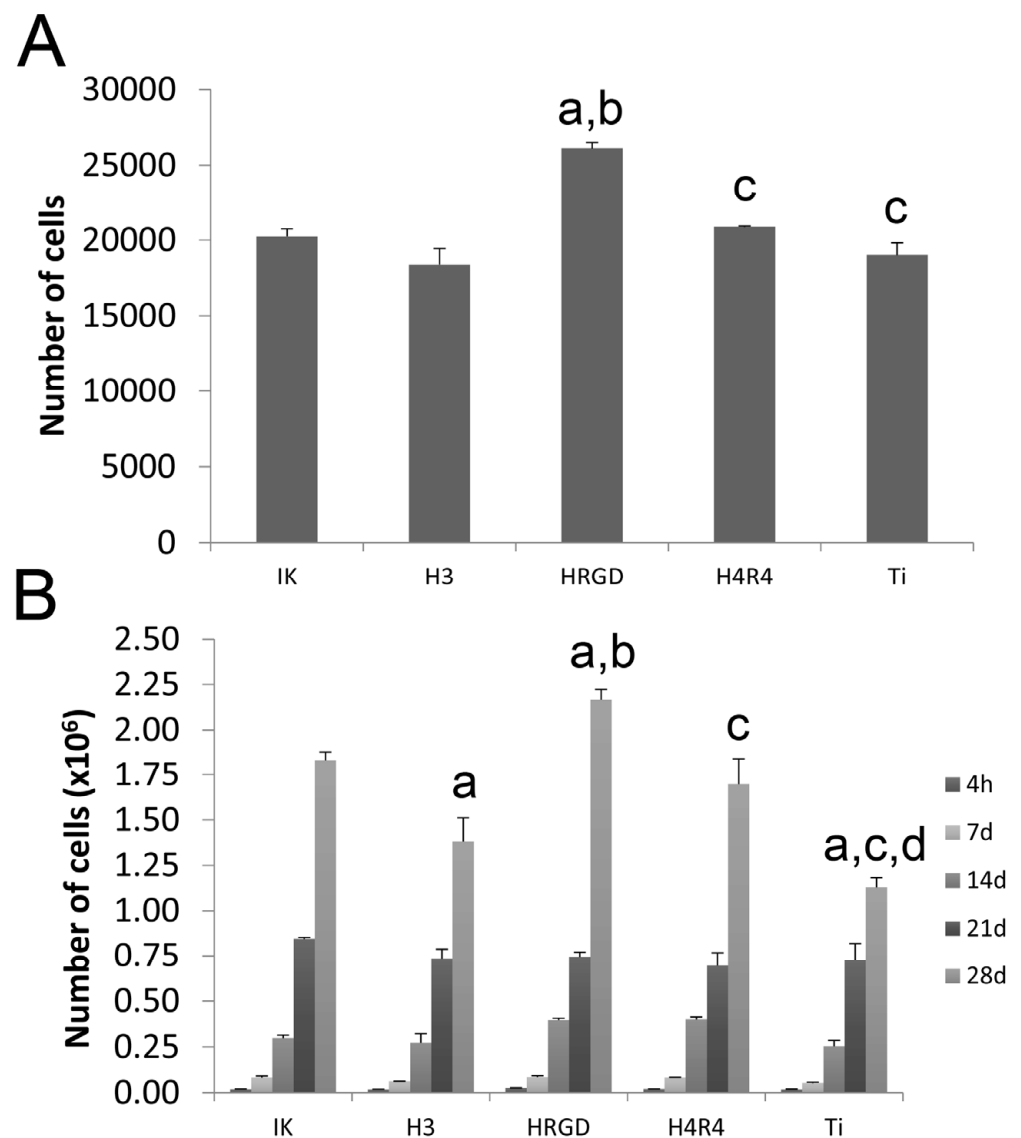 A
Number of cells
30000
25000
20000
15000
10000
5000
0
a,b
c
c
IK H3 HRGD H4R4 Ti
B
Number of cells (x10⁶)
2.50
2.25
2.00
1.75
1.50
1.25
1.00
0.75
0.50
0.25
0.00
a
a,b
c
a,c,d
IK H3 HRGD H4R4 Ti
4h
7d
14d
21d
28d